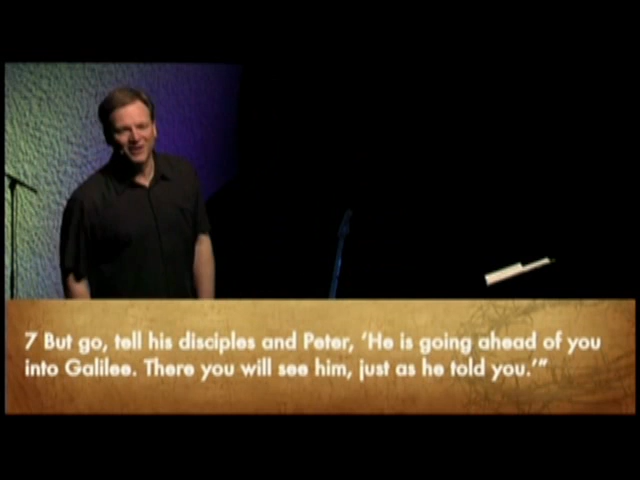 7 But go, tell his disciples and Peter, ‘He is going ahead of you
into Galilee. There you will see him, just as he told you.’”